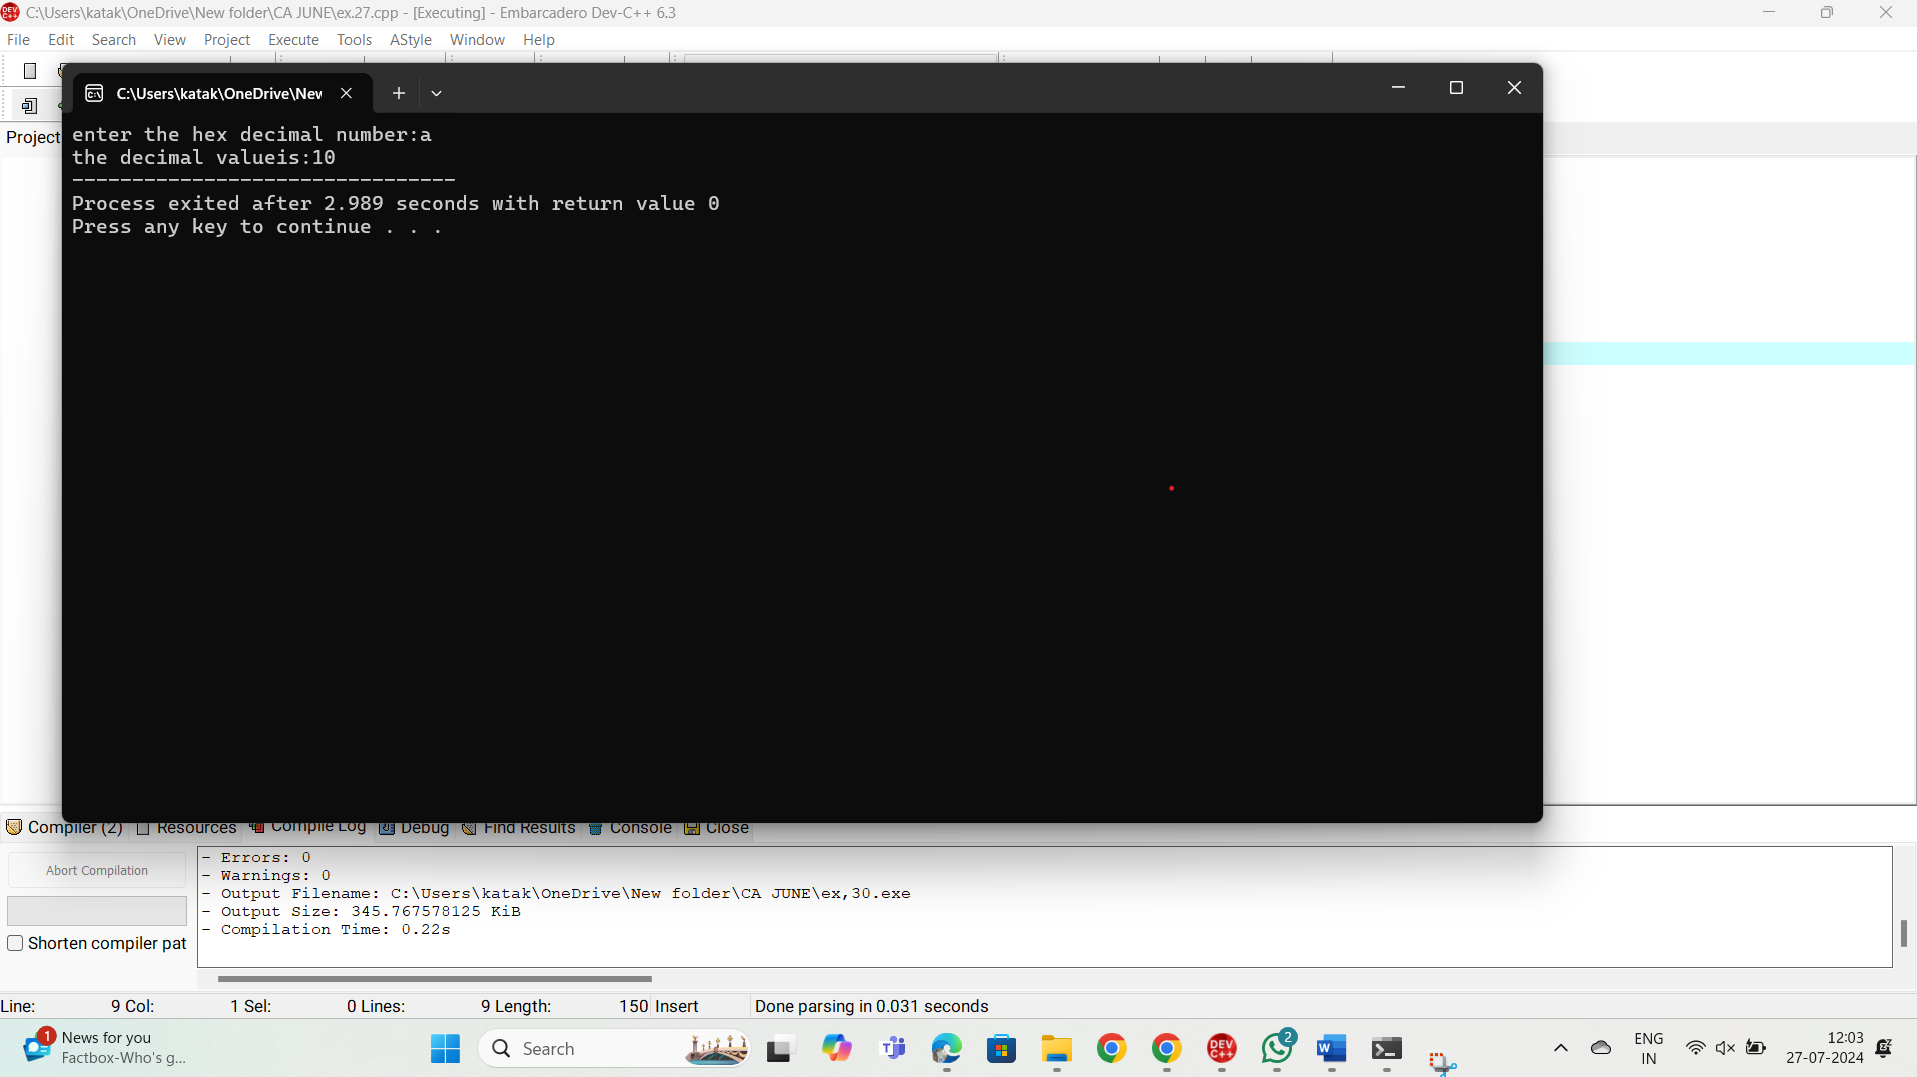 C:\Users\katak\OneDrive\New folder\CA JUNE\ex.27.cpp - [Executing] - Embarcadero Dev-C++ 6.3
File Edit Search View Project Execute Tools AStyle Window Help
C:\Users\katak\OneDrive\New
Project
enter the hex decimal number:a
the decimal valueis:10
--------------------------------
Process exited after 2.989 seconds with return value 0
Press any key to continue . . .
Compiler (2) Resources Compile Log Debug Find Results Console Close
Abort Compilation
Shorten compiler pat
- Errors: 0
- Warnings: 0
- Output Filename: C:\Users\katak\OneDrive\New folder\CA JUNE\ex,30.exe
- Output Size: 345.767578125 KiB
- Compilation Time: 0.22s
Line: 9 Col: 1 Sel: 0 Lines: 9 Length: 150 Insert Done parsing in 0.031 seconds
1 News for you
Factbox-Who's g...
Search
DEV C++
2
ENG
IN
12:03
27-07-2024